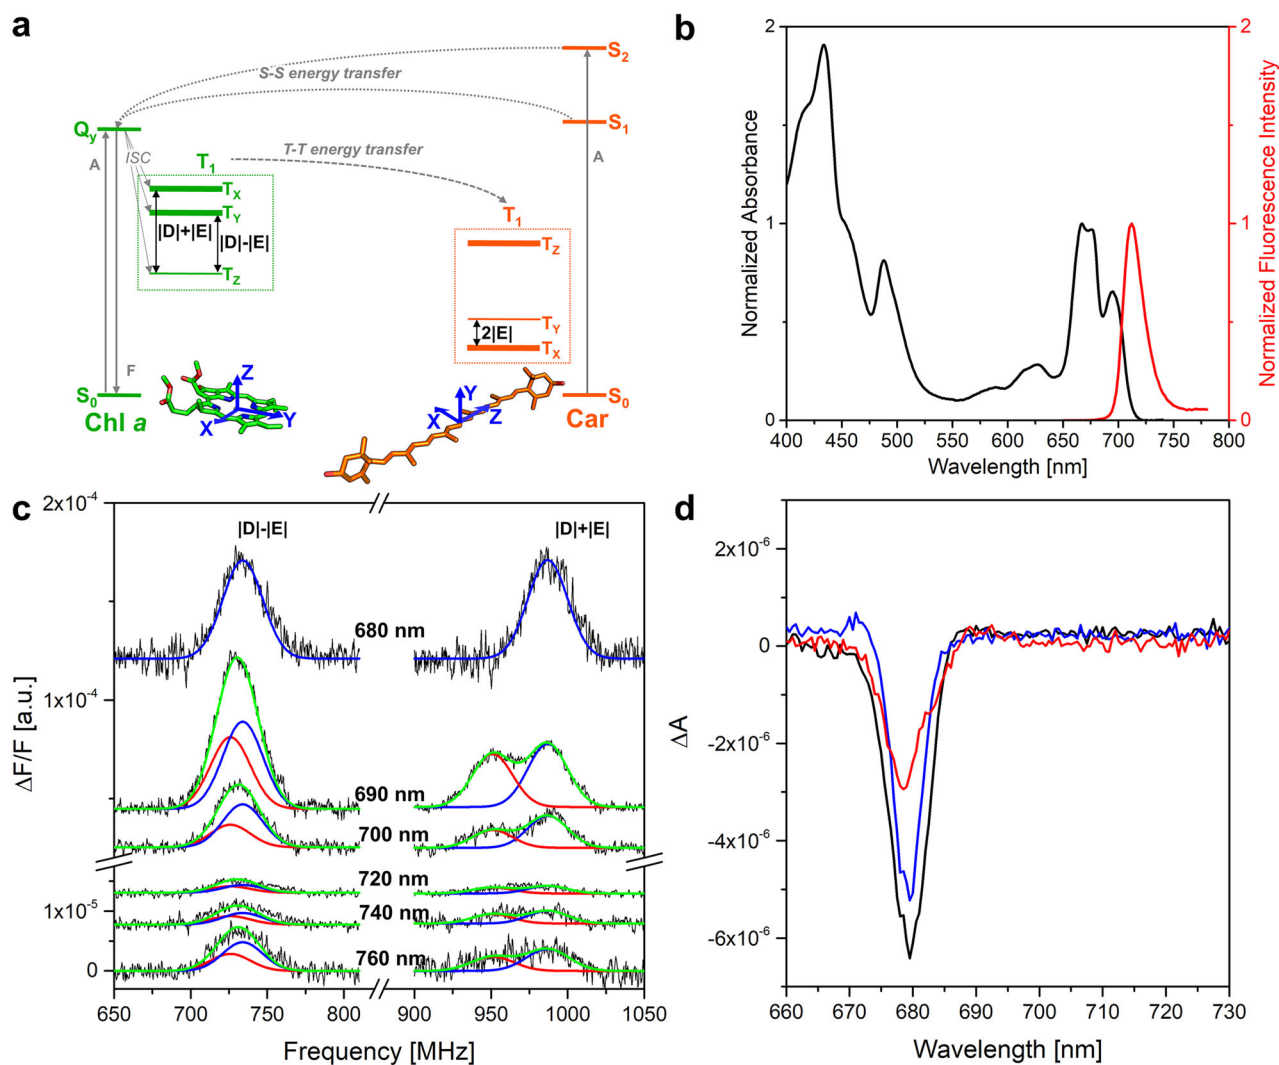 a
S2
S-S energy transfer
Qy
S1
A
ISC
T-T energy transfer
A
T1
TX
T1
TY
|D|+|E|
|D|-|E|
TZ
TZ
TY
2|E|
TX
F
Z
Y
X
Y
X
Z
S0
S0
Chl a
Car
b
2
1
0
Normalized Absorbance
2
1
0
Normalized Fluorescence Intensity
400 450 500 550 600 650 700 750 800
Wavelength [nm]
c
2x10-4
|D|-|E|
|D|+|E|
680 nm
1x10-4
690 nm
700 nm
720 nm
1x10-5
740 nm
760 nm
0
ΔF/F [a.u.]
650 700 750 800 900 950 1000 1050
Frequency [MHz]
d
2x10-6
0
-2x10-6
-4x10-6
-6x10-6
ΔA
660 670 680 690 700 710 720 730
Wavelength [nm]